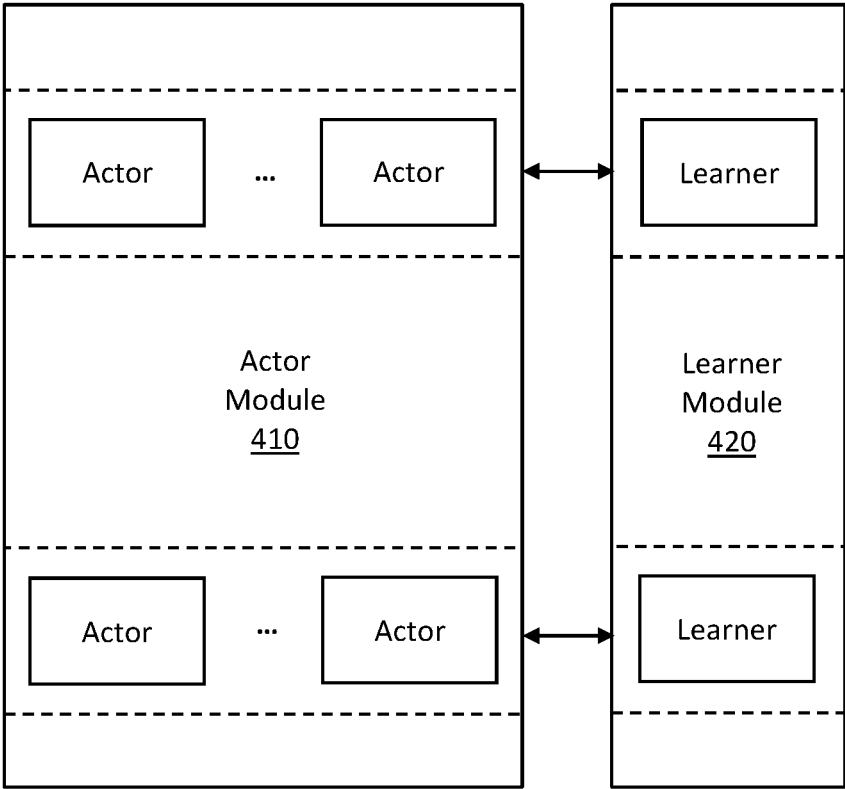 Actor ... Actor
Learner
Actor
Module
410
Learner
Module
420
Actor ... Actor
Learner